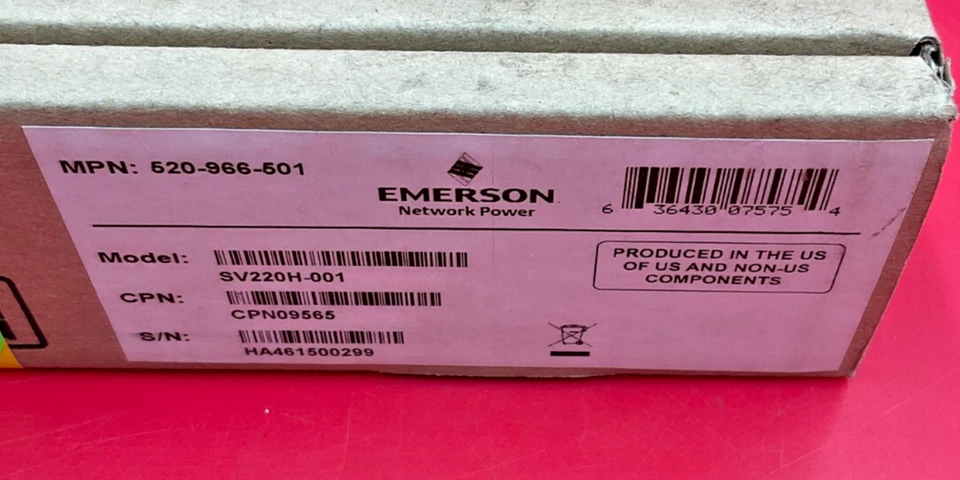 MPN: 520-966-501
EMERSON
Network Power
6 36430 07575 4
Model:
SV220H-001
PRODUCED IN THE US
OF US AND NON-US
COMPONENTS
CPN:
CPN09565
S/N:
HA461500299